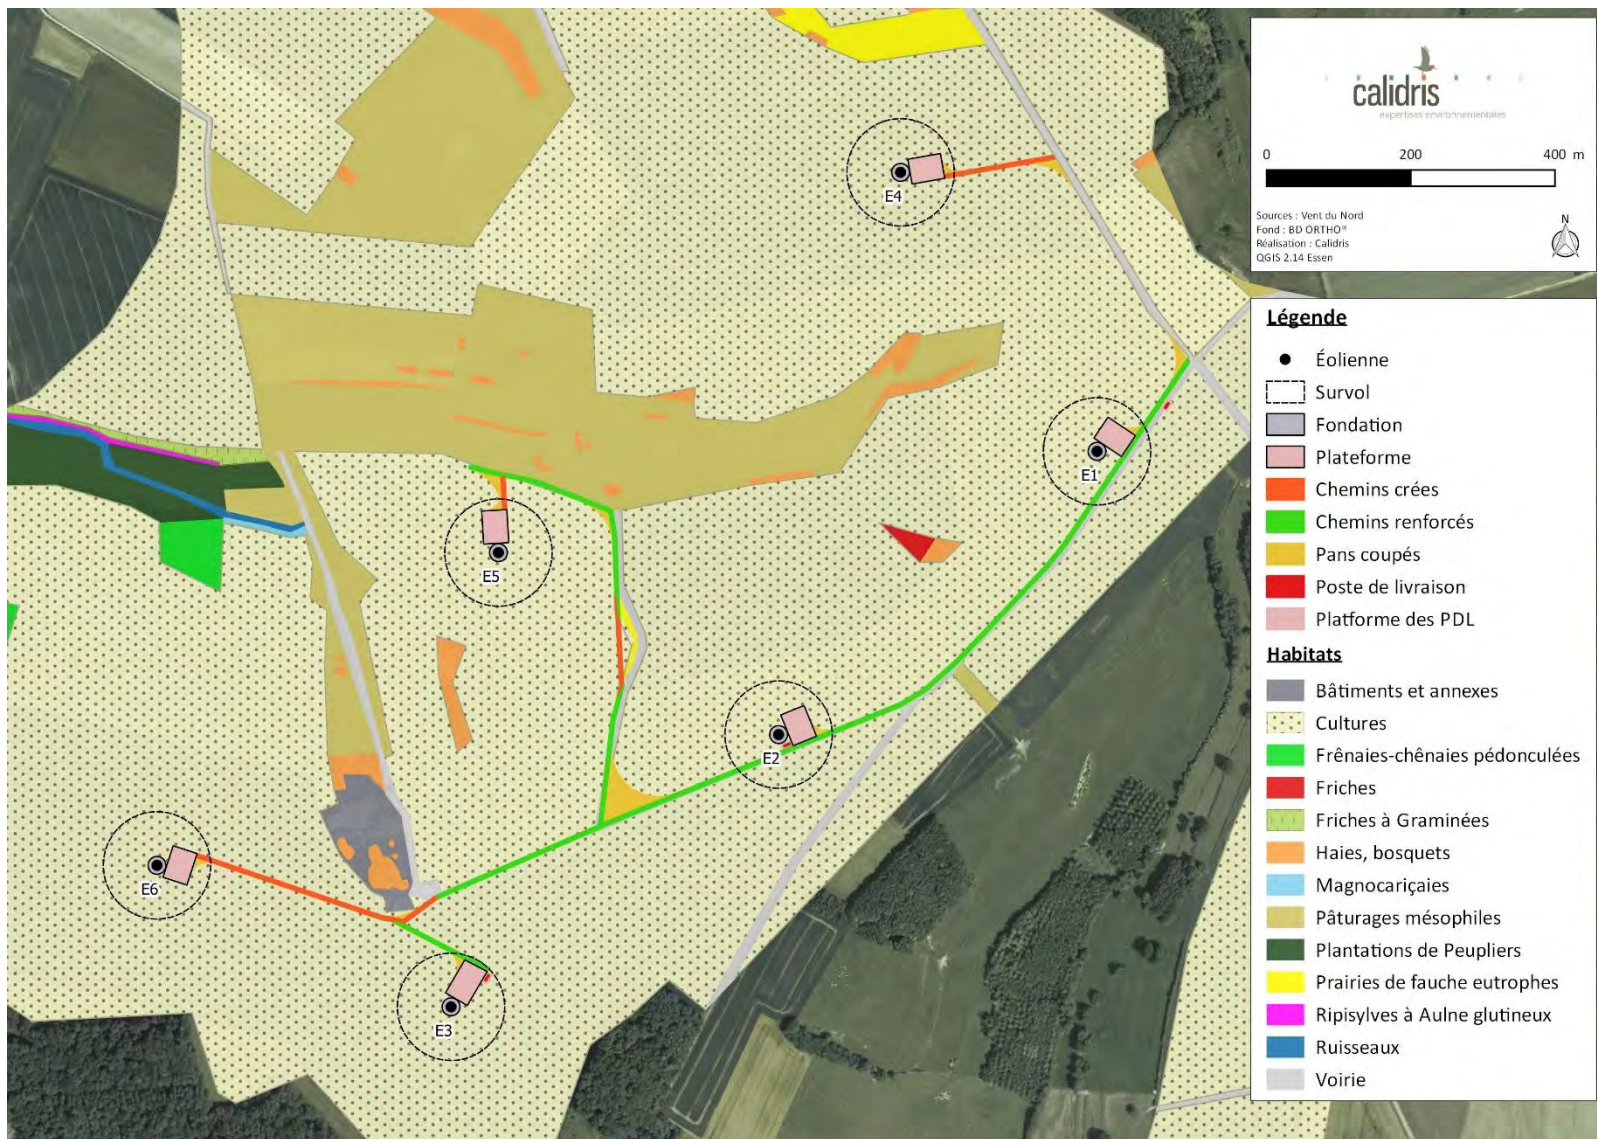 calidris
expertises environnementales
0 200 400 m
Sources : Vent du Nord
Fond : BD ORTHO®
Réalisation : Calidris
QGIS 2.14 Essen
N
Légende
Éolienne
Survol
Fondation
Plateforme
Chemins crées
Chemins renforcés
Pans coupés
Poste de livraison
Platforme des PDL
Habitats
Bâtiments et annexes
Cultures
Frênaies-chênaies pédonculées
Friches
Friches à Graminées
Haies, bosquets
Magnocariçaies
Pâturages mésophiles
Plantations de Peupliers
Prairies de fauche eutrophes
Ripisylves à Aulne glutineux
Ruisseaux
Voirie
E4
E1
E5
E2
E6
E3